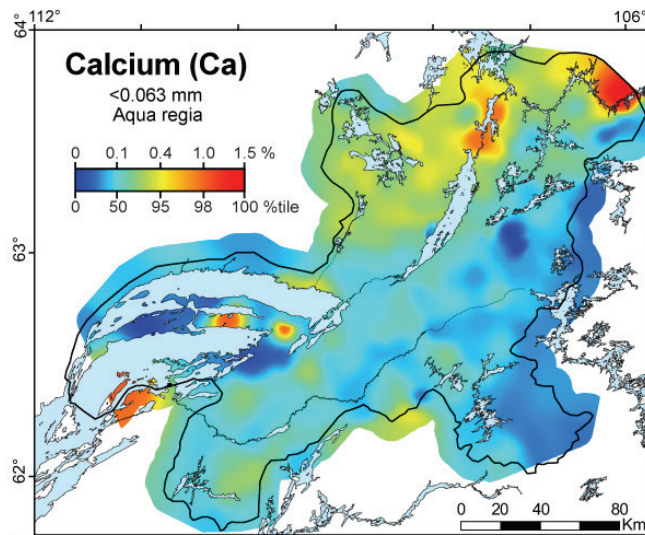 64°
112°
106°
Calcium (Ca)
<0.063 mm
Aqua regia
0 0.1 0.4 1.0 1.5 %
0 50 95 98 100 %tile
63°
62°
0 20 40 60 80
Km